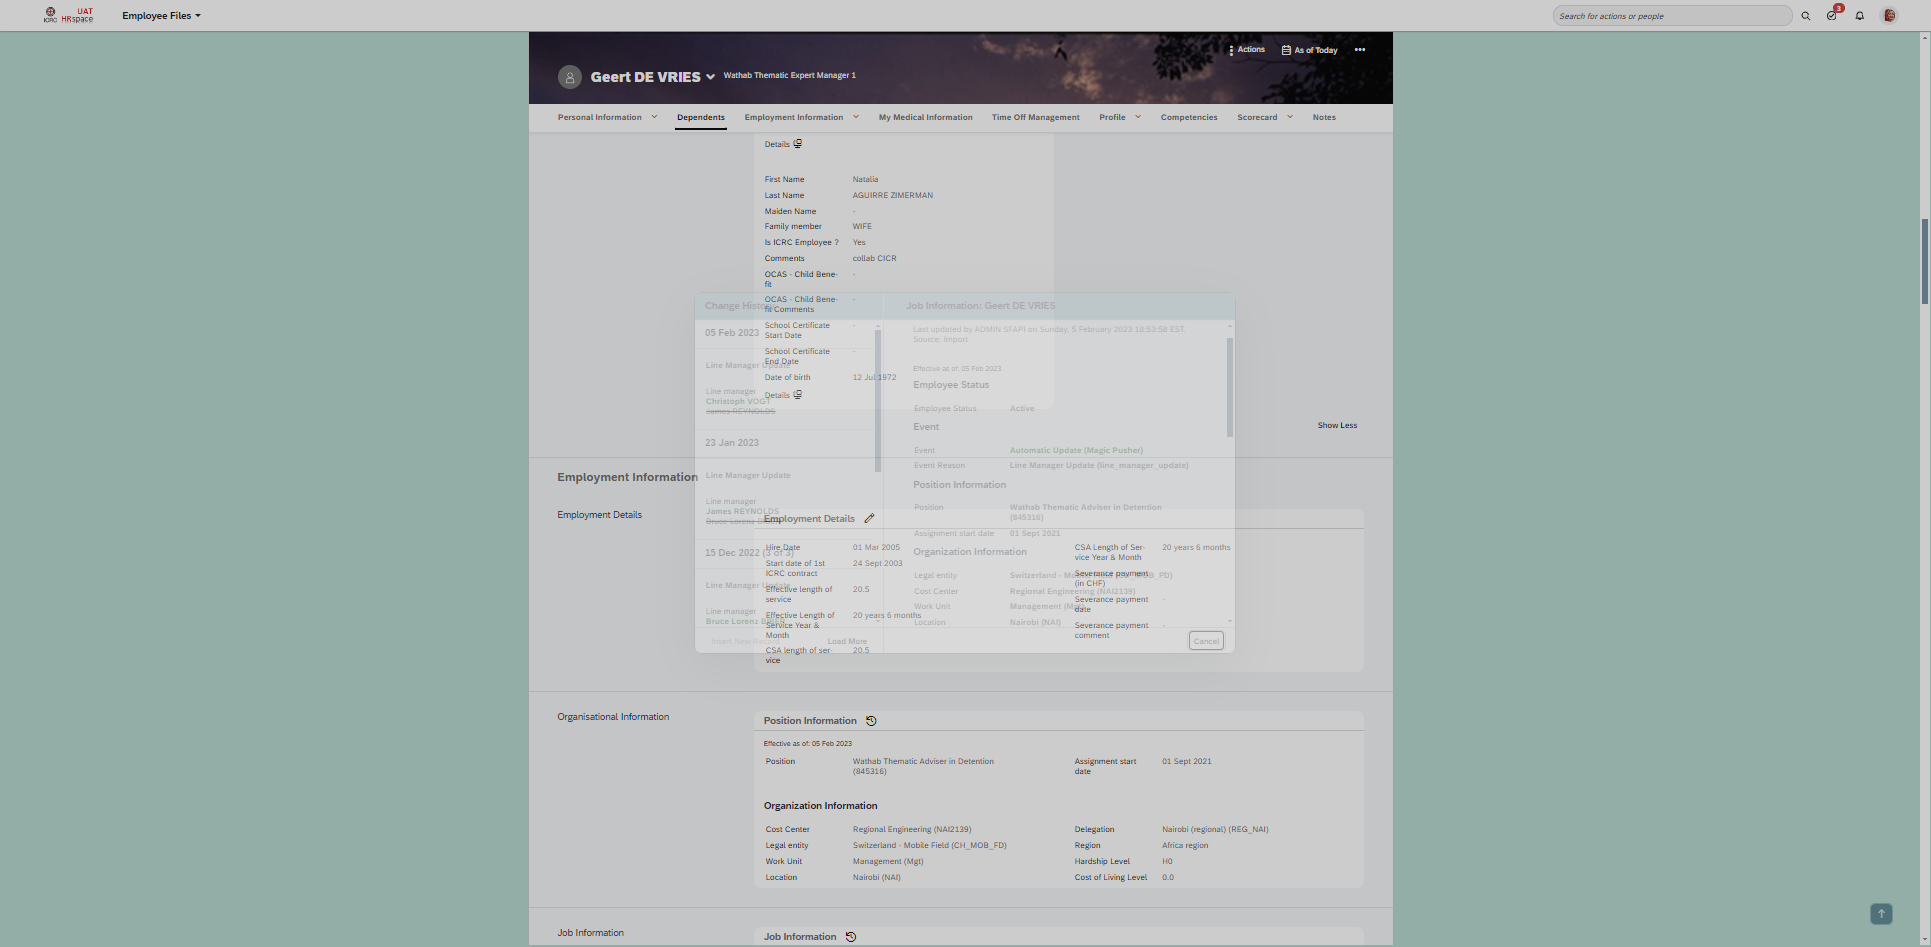 ICRC
UAT
HRspace
Employee Files
Search for actions or people
3
Actions
As of Today
Geert DE VRIES
Wathab Thematic Expert Manager 1
Personal Information
Dependents
Employment Information
My Medical Information
Time Off Management
Profile
Competencies
Scorecard
Notes
Details
First Name Natalia
Last Name AGUIRRE ZIMERMAN
Maiden Name -
Family member WIFE
Is ICRC Employee ? Yes
Comments collab CICR
OCAS - Child Bene- -
fit
OCAS - Child Bene- -
fit Comments
School Certificate -
Start Date
School Certificate -
End Date
Date of birth 12 Jul 1972
Details
Show Less
Change History
05 Feb 2023
Line Manager Update
Line manager
Christoph VOGT
James REYNOLDS
23 Jan 2023
Line Manager Update
Line manager
James REYNOLDS
Bruce Lorenz
15 Dec 2022 (3 of 3)
Line Manager Update
Line manager
Bruce Lorenz
Insert New Record
Load More
Job Information: Geert DE VRIES
Last updated by ADMIN SFAPI on Sunday, 5 February 2023 18:53:58 EST.
Source: Import
Effective as of: 05 Feb 2023
Employee Status
Employee Status Active
Event
Event Automatic Update (Magic Pusher)
Event Reason Line Manager Update (line_manager_update)
Position Information
Position Wathab Thematic Adviser in Detention
(845316)
Assignment start date 01 Sept 2021
Organization Information
Legal entity Switzerland - Mobile Field (CH_MOB_FD)
Cost Center Regional Engineering (NAI2139)
Work Unit Management (Mgt)
Location Nairobi (NAI)
Cancel
Employment Information
Employment Details
Employment Details
Hire Date 01 Mar 2005
Start date of 1st 24 Sept 2003
ICRC contract
Effective length of 20.5
service
Effective Length of 20 years 6 months
Service Year &
Month
CSA length of ser- 20.5
vice
CSA Length of Ser- 20 years 6 months
vice Year & Month
Severance payment
(in CHF)
Severance payment -
date
Severance payment -
comment
Organisational Information
Position Information
Effective as of: 05 Feb 2023
Position Wathab Thematic Adviser in Detention
(845316)
Assignment start 01 Sept 2021
date
Organization Information
Cost Center Regional Engineering (NAI2139)
Legal entity Switzerland - Mobile Field (CH_MOB_FD)
Work Unit Management (Mgt)
Location Nairobi (NAI)
Delegation Nairobi (regional) (REG_NAI)
Region Africa region
Hardship Level H0
Cost of Living Level 0.0
Job Information
Job Information